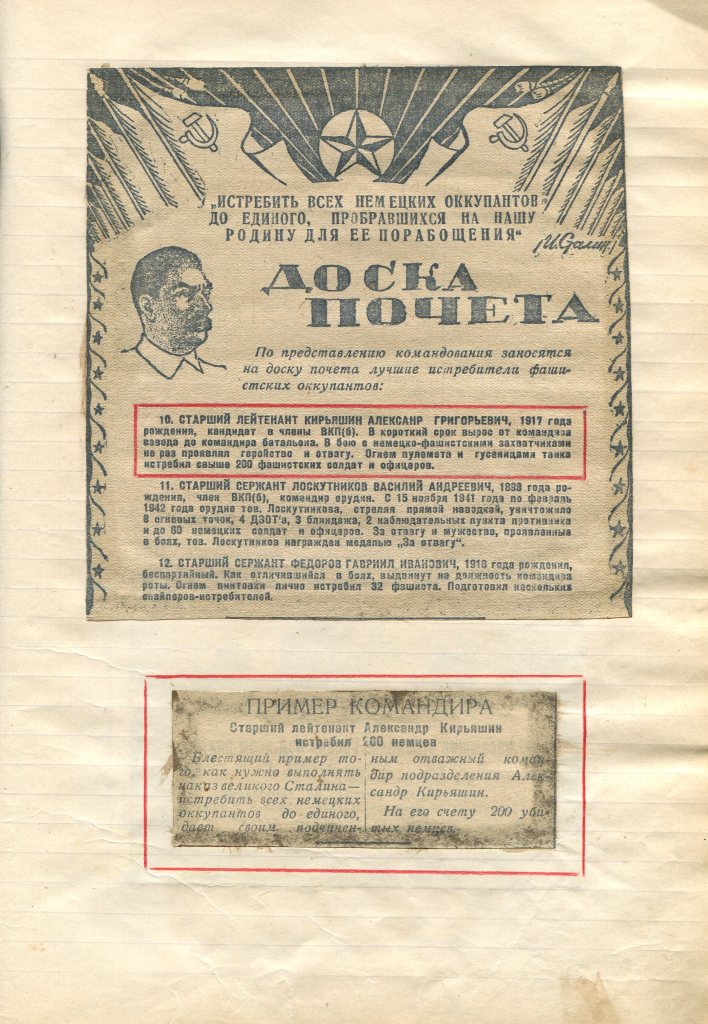 „ИСТРЕБИТЬ ВСЕХ НЕМЕЦКИХ ОККУПАНТОВ
ДО ЕДИНОГО, ПРОБРАВШИХСЯ НА НАШУ
РОДИНУ ДЛЯ ЕЕ ПОРАБОЩЕНИЯ“
И. Сталин
ДОСКА
ПОЧЕТА
По представлению командования заносятся
на доску почета лучшие истребители фаши-
стских оккупантов:
10. СТАРШИЙ ЛЕЙТЕНАНТ КИРЬЯШИН АЛЕКСАНР ГРИГОРЬЕВИЧ, 1917 года
рождения, кандидат в члены ВКП(б). В короткий срок вырос от командиза
взвода до командира батальона. В бою с немецко-фашистскими захватчиками
не раз проявлял геройство и отвагу. Огнем пулемета и гусеницами танка
истребил свыше 200 фашистских солдат и офицеров.
11. СТАРШИЙ СЕРЖАНТ ЛОСКУТНИКОВ ВАСИЛИЙ АНДРЕЕВИЧ, 1898 года ро-
ждения, член ВКП(б), командир орудия. С 15 ноября 1941 года по февраль
1942 года орудие тов. Лоскутникова, стреляя прямой наводкой, уничтожило
8 огневых точек, 4 ДЗОТ'а, 3 блиндажа, 2 наблюдательных пункта противника
и до 60 немецких солдат и офицеров. За отвагу и мужество, проявленные
в боях, тов. Лоскутников награжден медалью „За отвагу“.
12. СТАРШИЙ СЕРЖАНТ ФЕДОРОВ ГАВРИИЛ ИВАНОВИЧ, 1918 года рождения,
беспартийный. Как отличившийся в боях, выдвинут на должность командира
роты. Огнем винтовки лично истребил 32 фашиста. Подготовил нескольких
снайперов-истребителей.
ПРИМЕР КОМАНДИРА
Старший лейтенант Александр Кирьяшин
истребил 200 немцев
Блестящий пример то-
го, как нужно выполнять
наказ великого Сталина—
истребить всех немецких
оккупантов до единого,
дает своим подчинен-
ным отважный коман-
дир подразделения Алек-
сандр Кирьяшин.
На его счету 200 уби-
тых немцев.